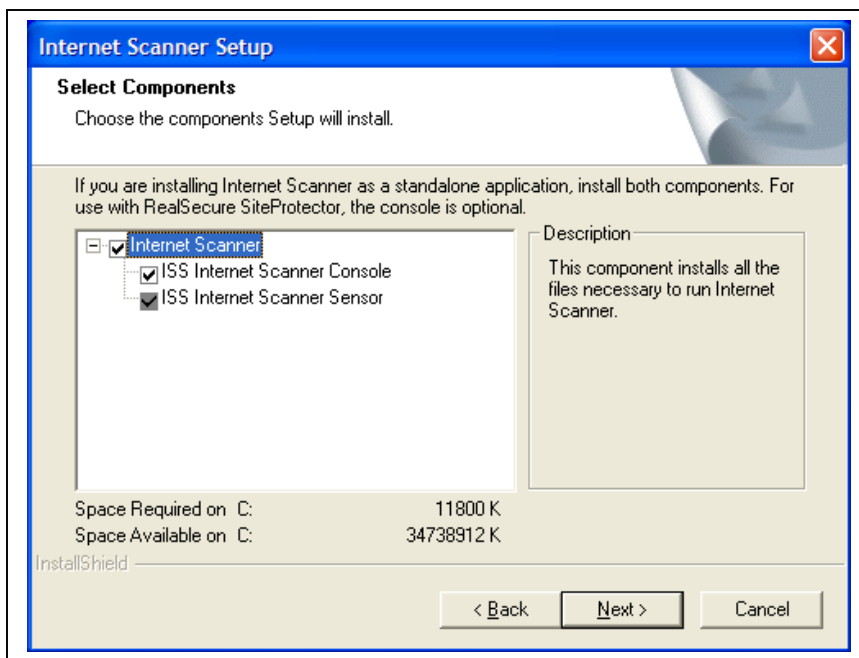 Internet Scanner Setup
Select Components
Choose the components Setup will install.
If you are installing Internet Scanner as a standalone application, install both components. For
use with RealSecure SiteProtector, the console is optional.
Internet Scanner
ISS Internet Scanner Console
ISS Internet Scanner Sensor
Description
This component installs all the
files necessary to run Internet
Scanner.
Space Required on C: 11800 K
Space Available on C: 34738912 K
InstallShield
< Back Next > Cancel